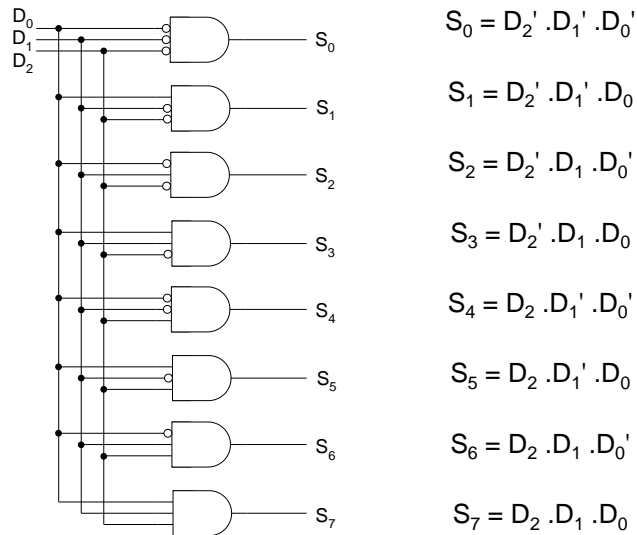 D₀
D₁
D₂
S₀
S₀ = D₂' .D₁' .D₀'
S₁
S₁ = D₂' .D₁' .D₀
S₂
S₂ = D₂' .D₁ .D₀'
S₃
S₃ = D₂' .D₁ .D₀
S₄
S₄ = D₂ .D₁' .D₀'
S₅
S₅ = D₂ .D₁' .D₀
S₆
S₆ = D₂ .D₁ .D₀'
S₇
S₇ = D₂ .D₁ .D₀